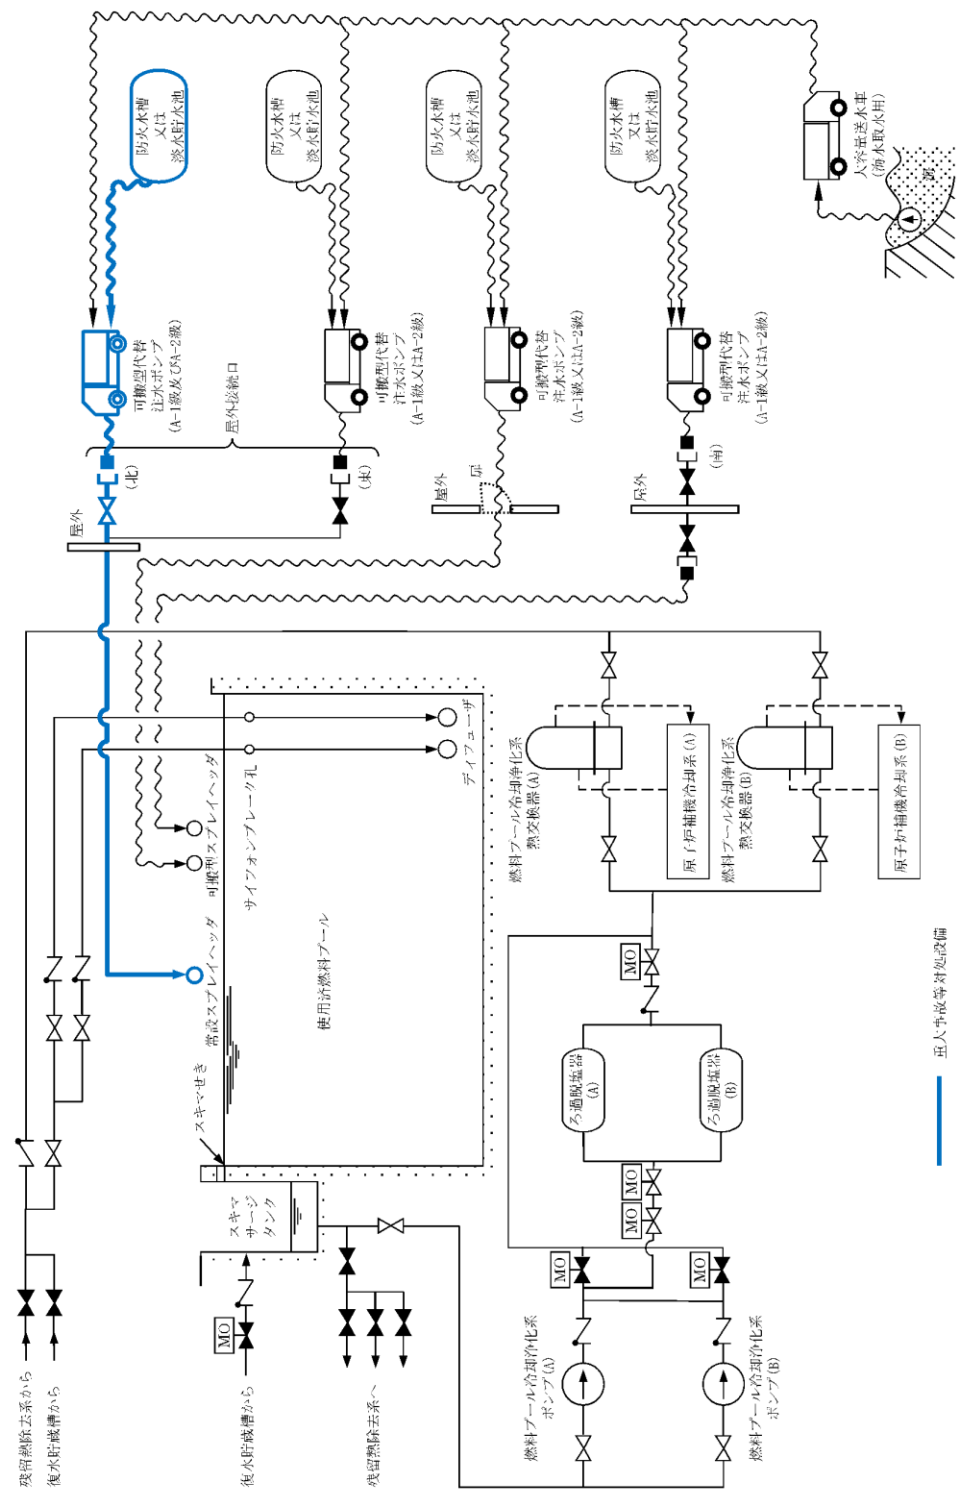 防火水槽
又は
淡水貯水池
防火水槽
又は
淡水貯水池
防火水槽
又は
淡水貯水池
防火水槽
又は
淡水貯水池
大容量送水車
(海水取水用)
海
可搬型代替
注水ポンプ
(A-1級及びA-2級)
可搬型代替
注水ポンプ
(A-1級又はA-2級)
可搬型代替
注水ポンプ
(A-1級又はA-2級)
可搬型代替
注水ポンプ
(A-1級又はA-2級)
屋外接続口
(北)
(東)
(南)
扉
屋外
屋外
屋外
ディフューザ
可搬型スプレイヘッダ
サイフォンブレーク孔
常設スプレイヘッダ
使用済燃料プール
スキマせき
スキマ
サージ
タンク
燃料プール冷却浄化系
熱交換器(A)
原子炉補機冷却系(A)
燃料プール冷却浄化系
熱交換器(B)
原子炉補機冷却系(B)
MO
ろ過脱塩器
(A)
ろ過脱塩器
(B)
MO
MO
MO
MO
MO
燃料プール冷却浄化系
ポンプ(A)
燃料プール冷却浄化系
ポンプ(B)
残留熱除去系から
復水貯蔵槽から
復水貯蔵槽から
残留熱除去系へ
重大事故等対処設備